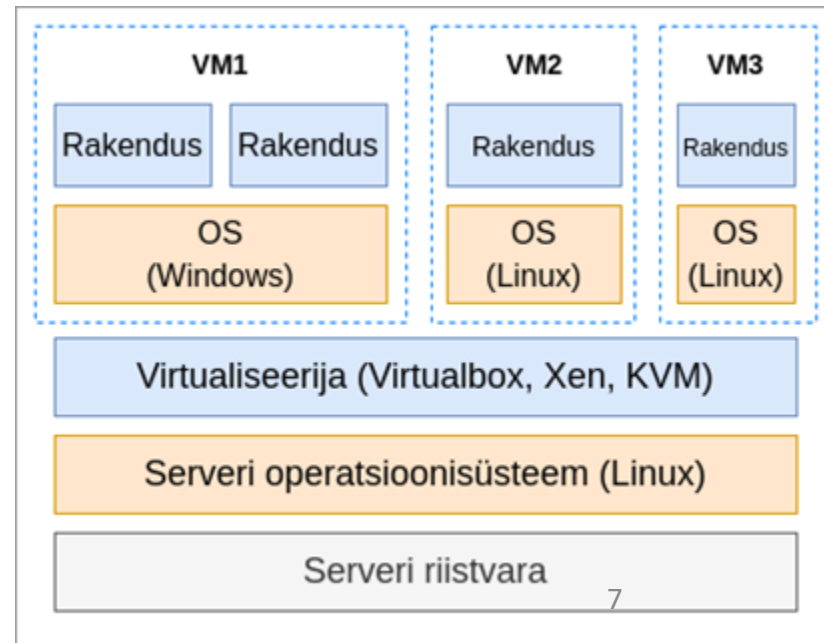 VM1
VM2
VM3
Rakendus
Rakendus
Rakendus
Rakendus
OS
(Windows)
OS
(Linux)
OS
(Linux)
Virtualiseerija (Virtualbox, Xen, KVM)
Serveri operatsioonisüsteem (Linux)
Serveri riistvara
7